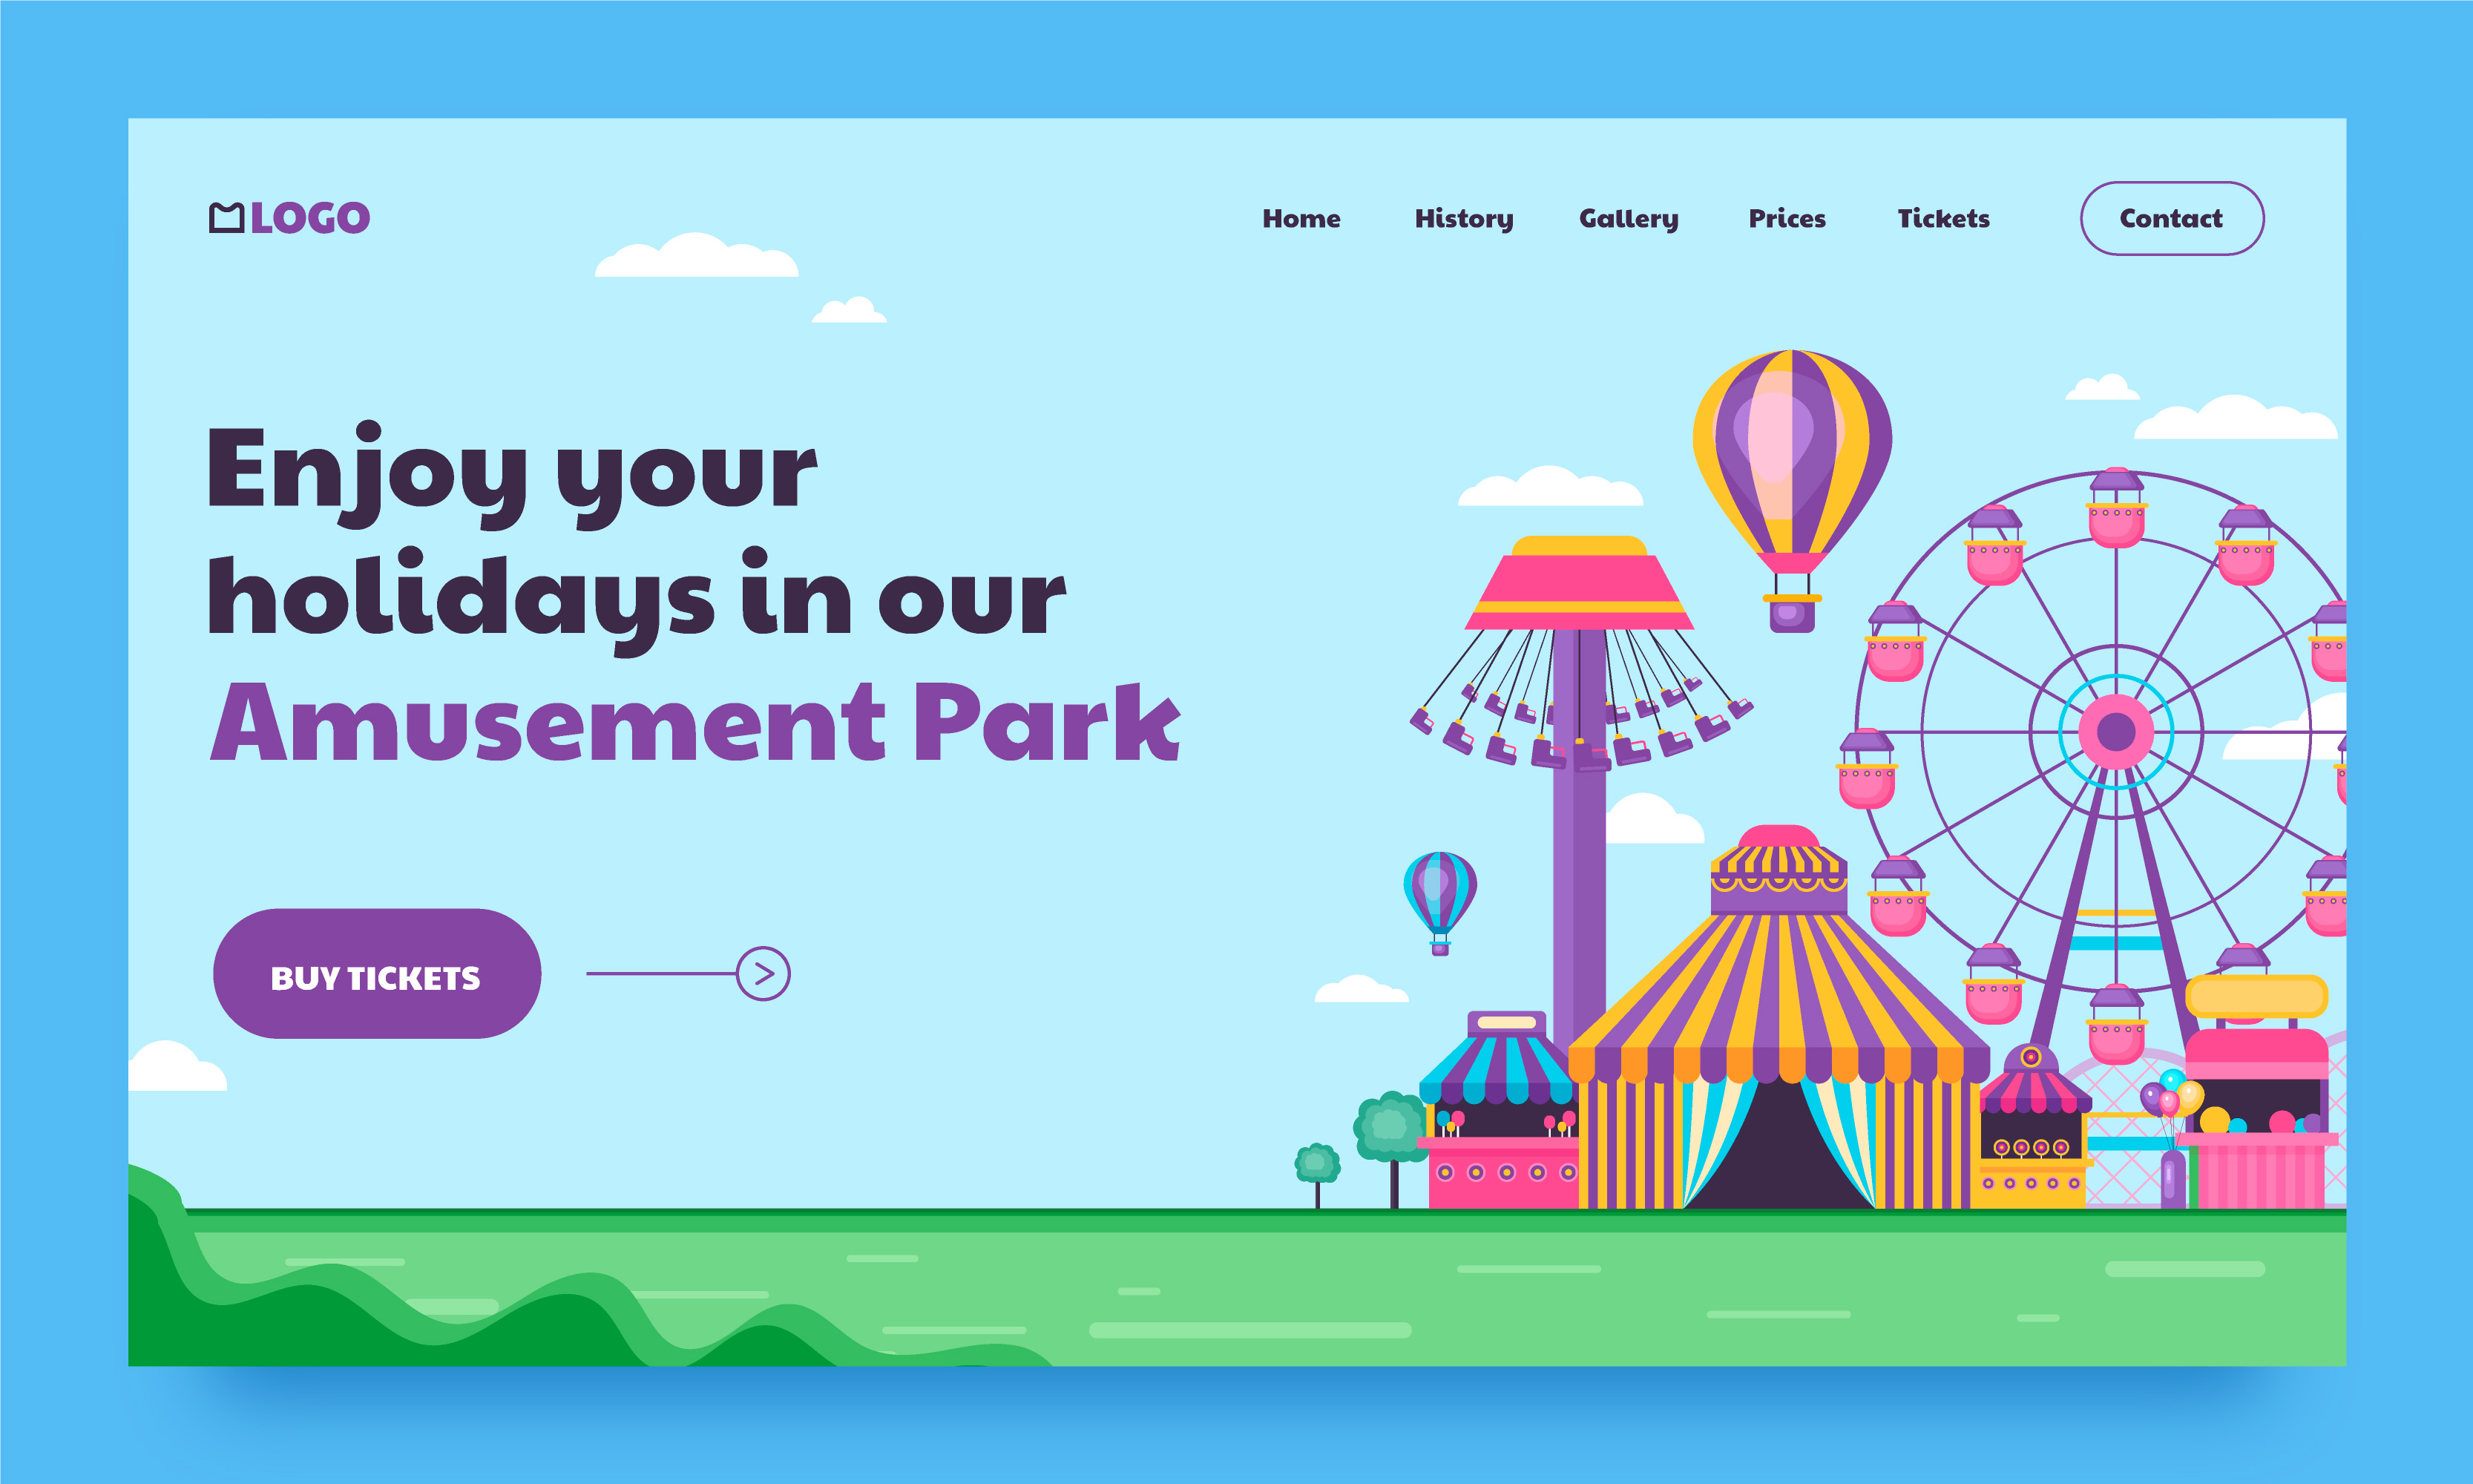 LOGO
Home History Gallery Prices Tickets Contact
Enjoy your
holidays in our
Amusement Park
BUY TICKETS